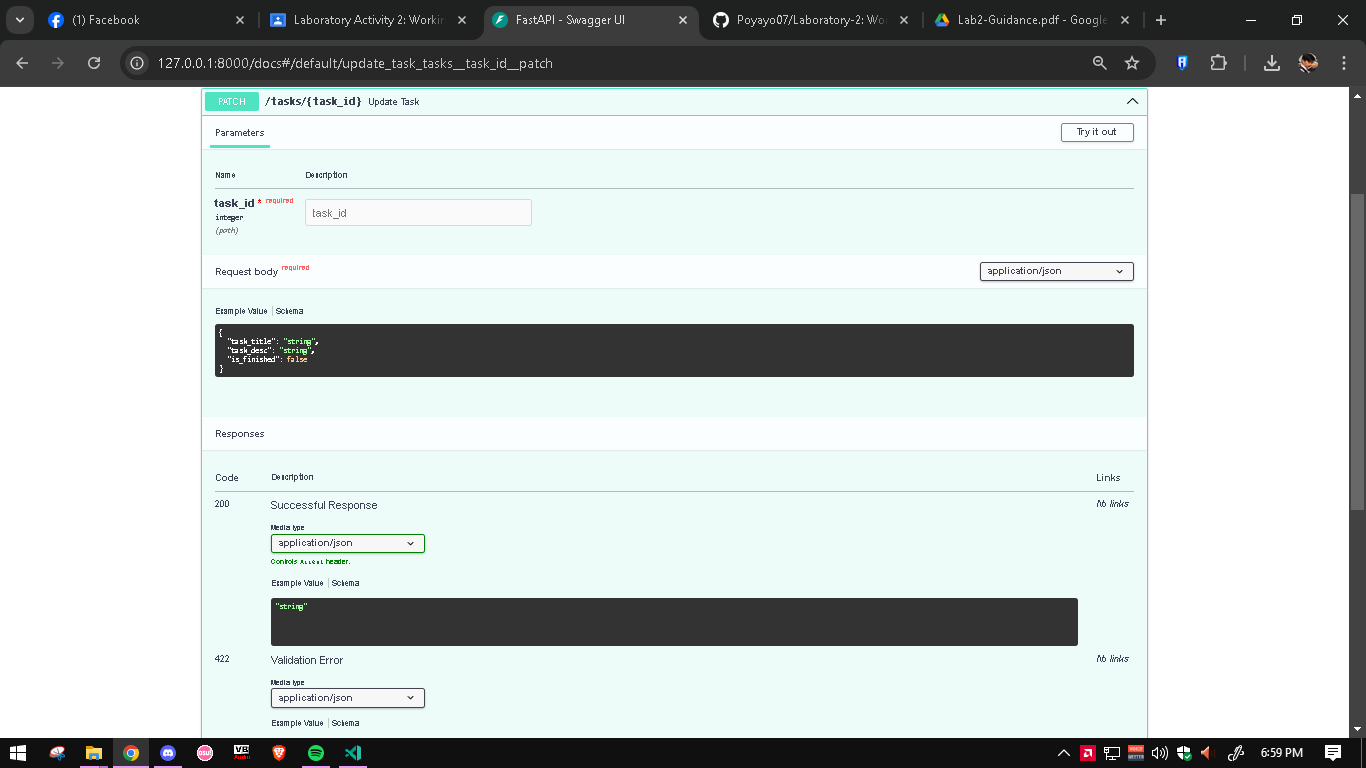 (1) Facebook
Laboratory Activity 2: Workin
FastAPI - Swagger UI
Poyayo07/Laboratory-2: Wo
Lab2-Guidance.pdf - Google
127.0.0.1:8000/docs#/default/update_task_tasks__task_id__patch
PATCH /tasks/{task_id} Update Task
Parameters
Try it out
Name Description
task_id * required
integer
(path)
task_id
Request body required
application/json
Example Value | Schema
{
"task_title": "string",
"task_desc": "string",
"is_finished": false
}
Responses
Code Description Links
200 Successful Response No links
Media type
application/json
Controls Accept header.
Example Value | Schema
"string"
422 Validation Error No links
Media type
application/json
Example Value | Schema
osu!
VB
Audio
6:59 PM